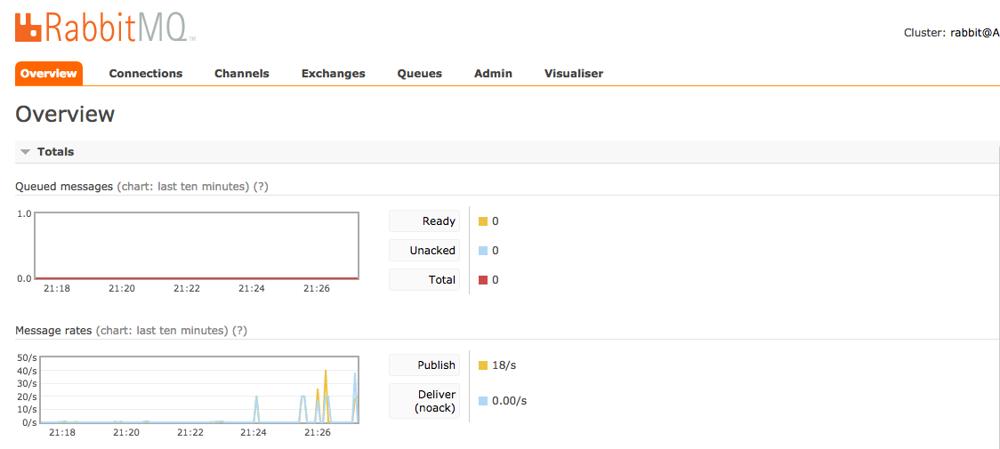 RabbitMQ™
Cluster: rabbit@A
Overview Connections Channels Exchanges Queues Admin Visualiser
Overview
Totals
Queued messages (chart: last ten minutes) (?)
1.0
0.0
21:18 21:20 21:22 21:24 21:26
Ready 0
Unacked 0
Total 0
Message rates (chart: last ten minutes) (?)
50/s
40/s
30/s
20/s
10/s
0/s
21:18 21:20 21:22 21:24 21:26
Publish 18/s
Deliver
(noack) 0.00/s